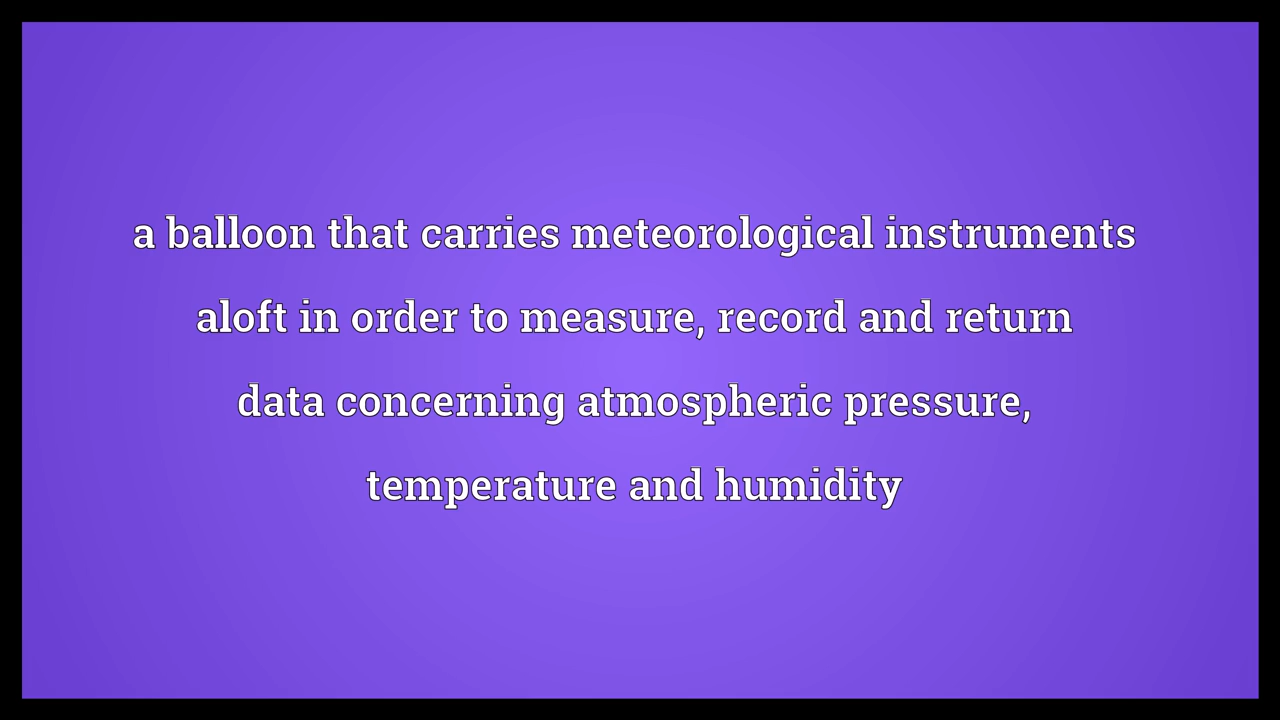 a balloon that carries meteorological instruments
aloft in order to measure, record and return
data concerning atmospheric pressure,
temperature and humidity